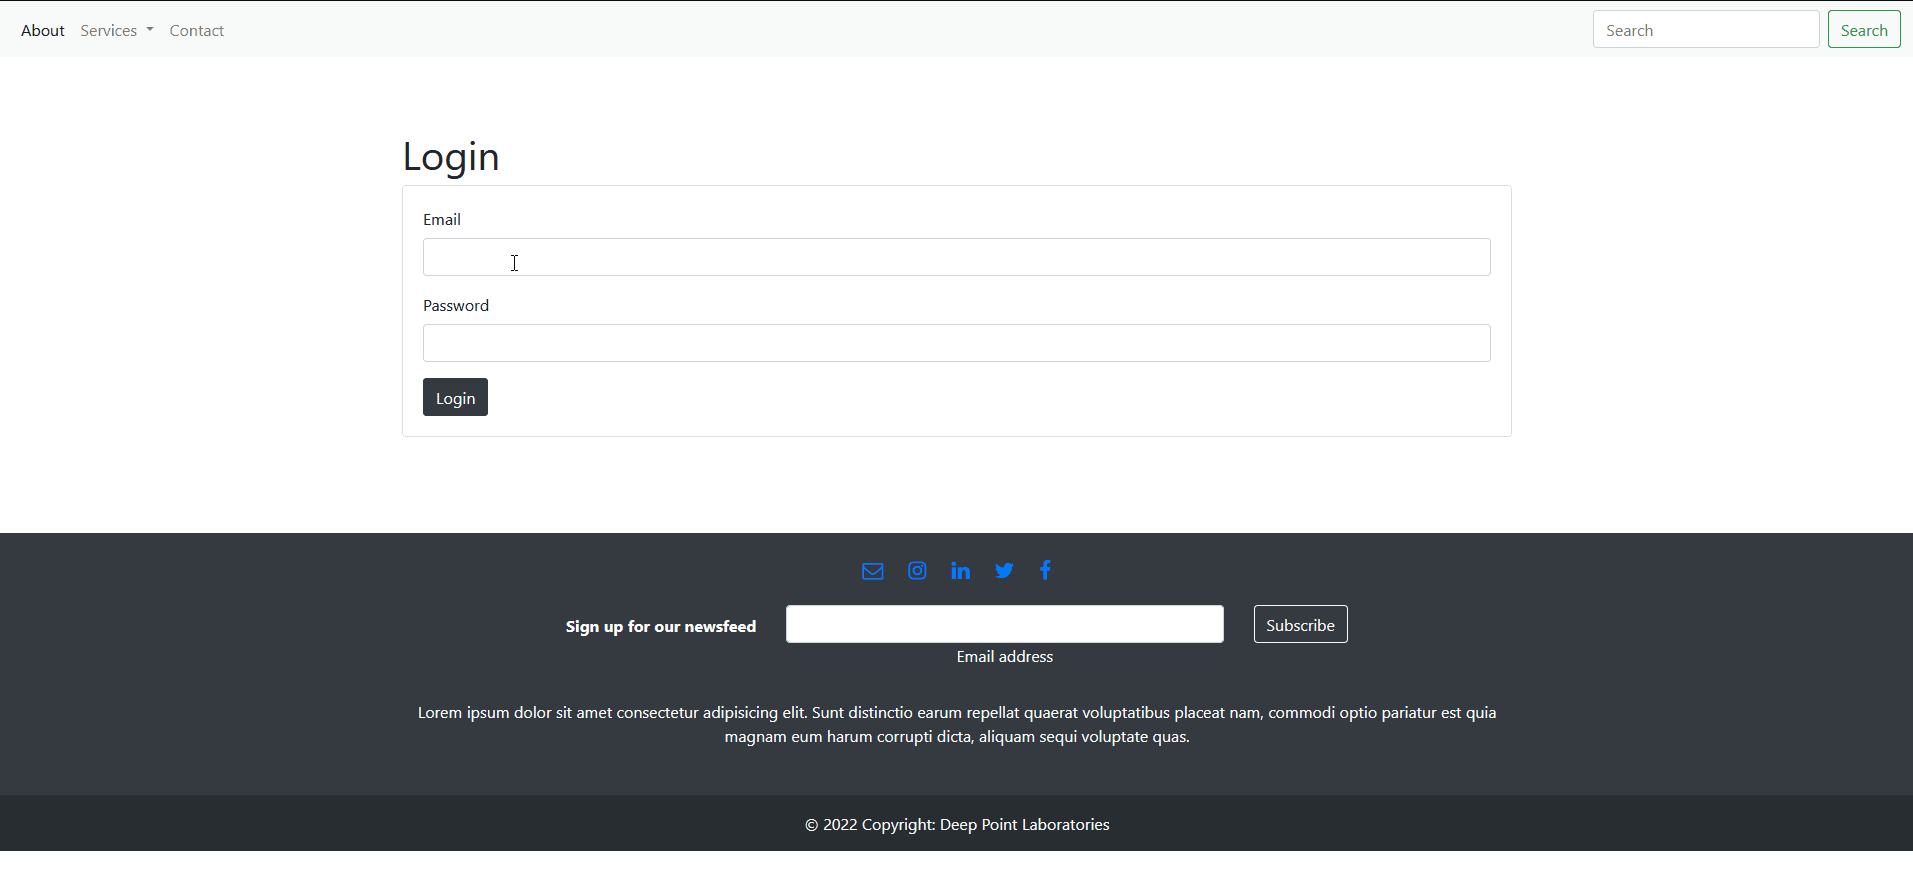 About Services Contact Search Search
Login
Email
Password
Login
Sign up for our newsfeed Subscribe
Email address
Lorem ipsum dolor sit amet consectetur adipisicing elit. Sunt distinctio earum repellat quaerat voluptatibus placeat nam, commodi optio pariatur est quia
magnam eum harum corrupti dicta, aliquam sequi voluptate quas.
© 2022 Copyright: Deep Point Laboratories